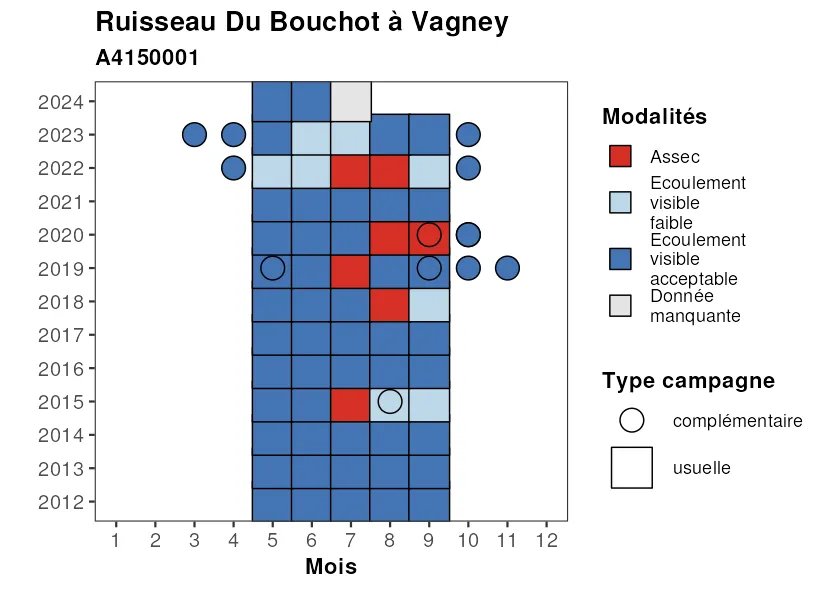 Ruisseau Du Bouchot à Vagney
A4150001
2024
2023
2022
2021
2020
2019
2018
2017
2016
2015
2014
2013
2012
1 2 3 4 5 6 7 8 9 10 11 12
Mois
Modalités
Assec
Ecoulement
visible
faible
Ecoulement
visible
acceptable
Donnée
manquante
Type campagne
complémentaire
usuelle